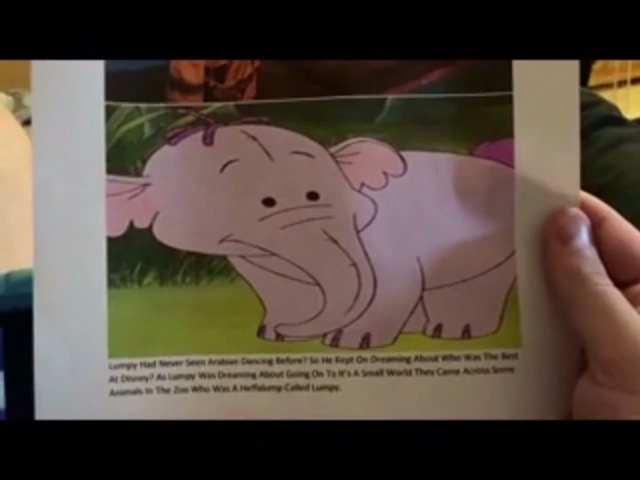 Lumpy Had Never Seen Arabian Dancing Before? So He Kept On Dreaming About Who Was The Best
At Disney? As Lumpy Was Dreaming About Going On To It's A Small World They Came Across Some
Animals In The Zoo Who Was A Heffalump Called Lumpy.